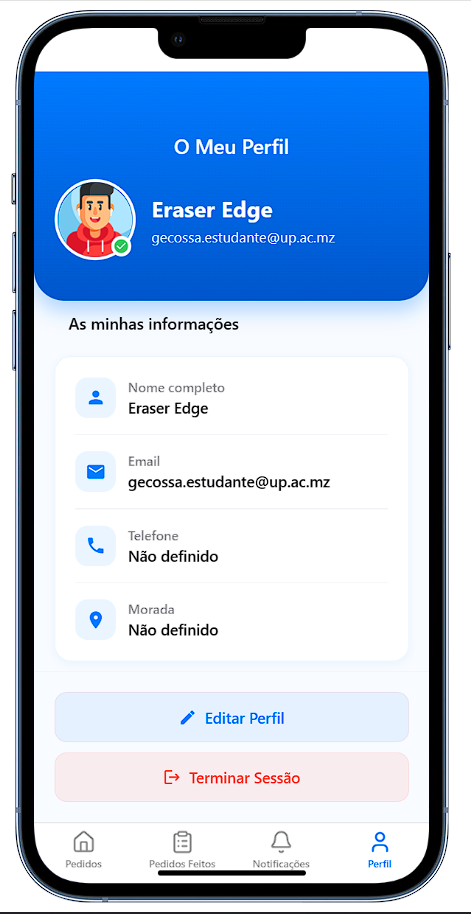 O Meu Perfil
Eraser Edge
gecossa.estudante@up.ac.mz
As minhas informações
Nome completo
Eraser Edge
Email
gecossa.estudante@up.ac.mz
Telefone
Não definido
Morada
Não definido
Editar Perfil
Terminar Sessão
Pedidos
Pedidos Feitos
Notificações
Perfil